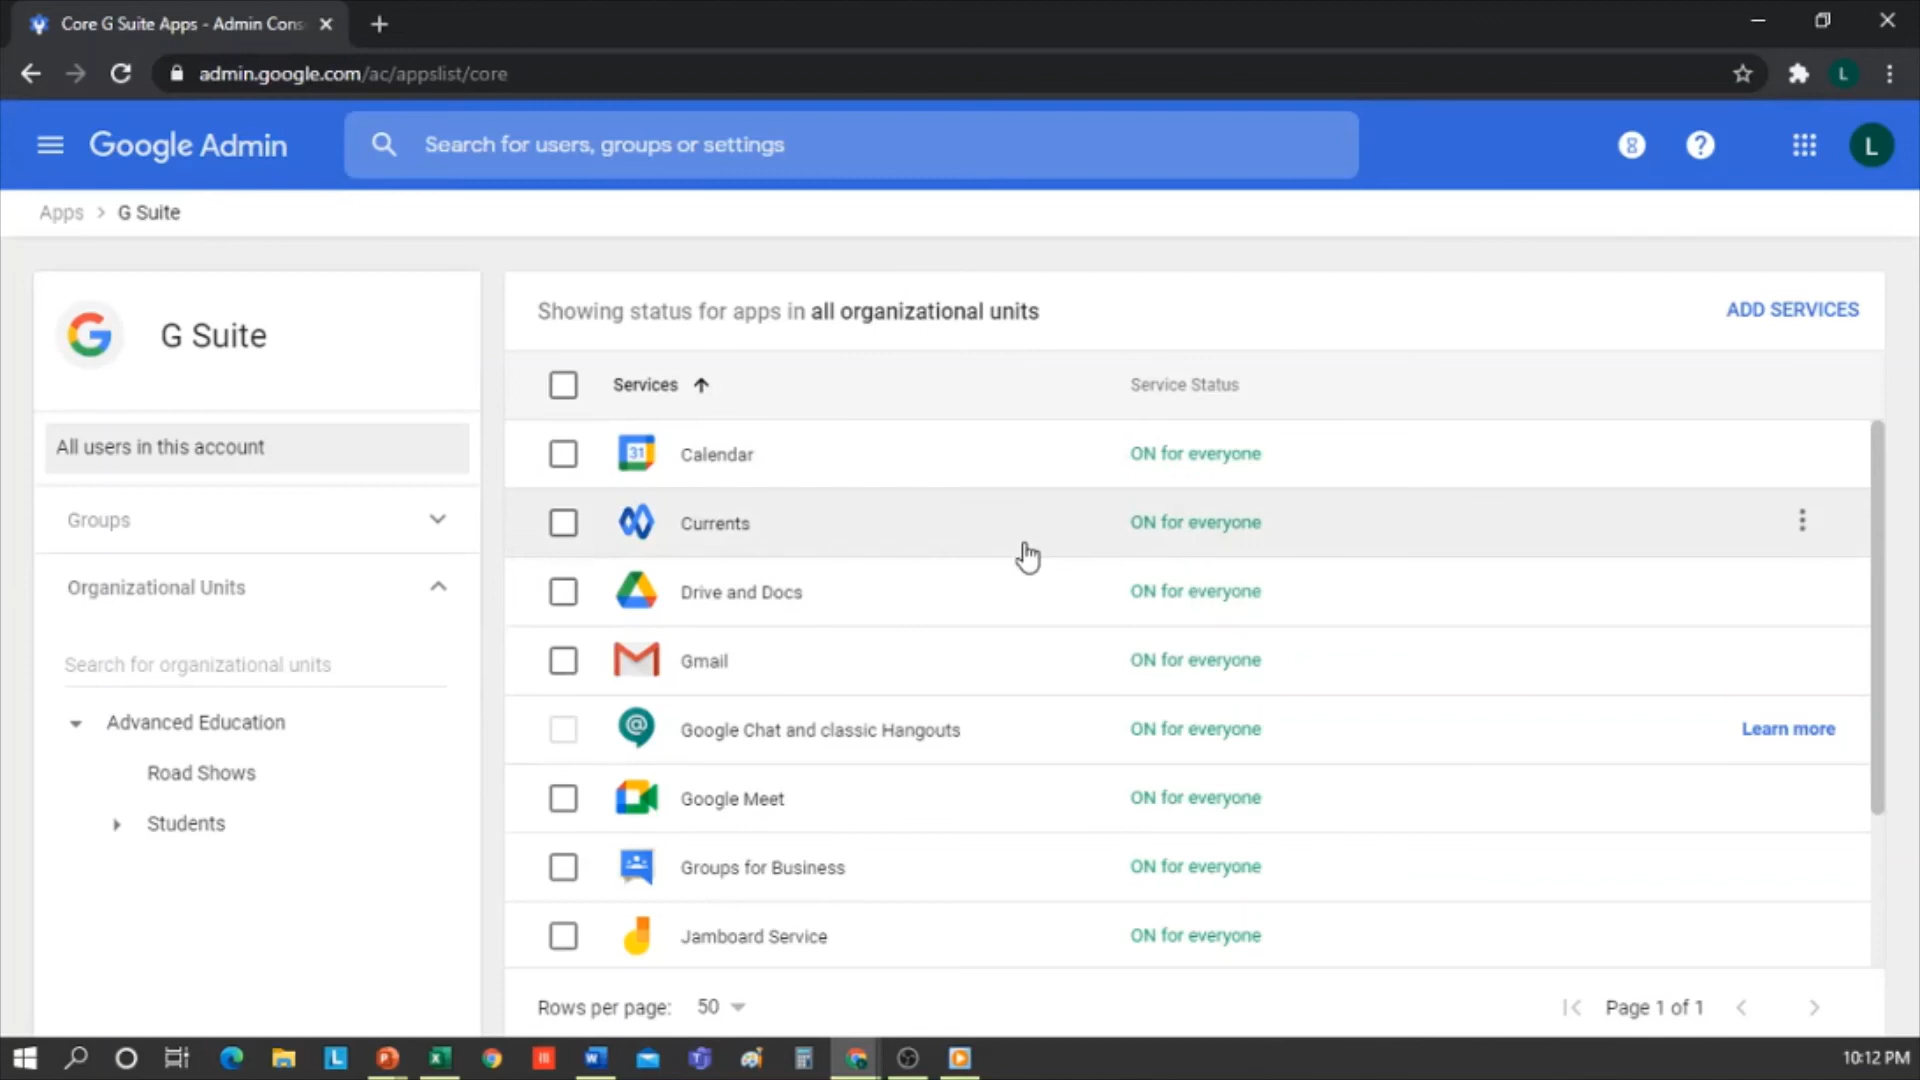 Core G Suite Apps - Admin Cons
admin.google.com/ac/appslist/core
L
Google Admin
Search for users, groups or settings
8
?
L
Apps > G Suite
G Suite
All users in this account
Groups
Organizational Units
Search for organizational units
Advanced Education
Road Shows
Students
Showing status for apps in all organizational units
ADD SERVICES
Services
Service Status
31 Calendar ON for everyone
Currents ON for everyone
Drive and Docs ON for everyone
Gmail ON for everyone
Google Chat and classic Hangouts ON for everyone Learn more
Google Meet ON for everyone
Groups for Business ON for everyone
Jamboard Service ON for everyone
Rows per page: 50
Page 1 of 1
10:12 PM